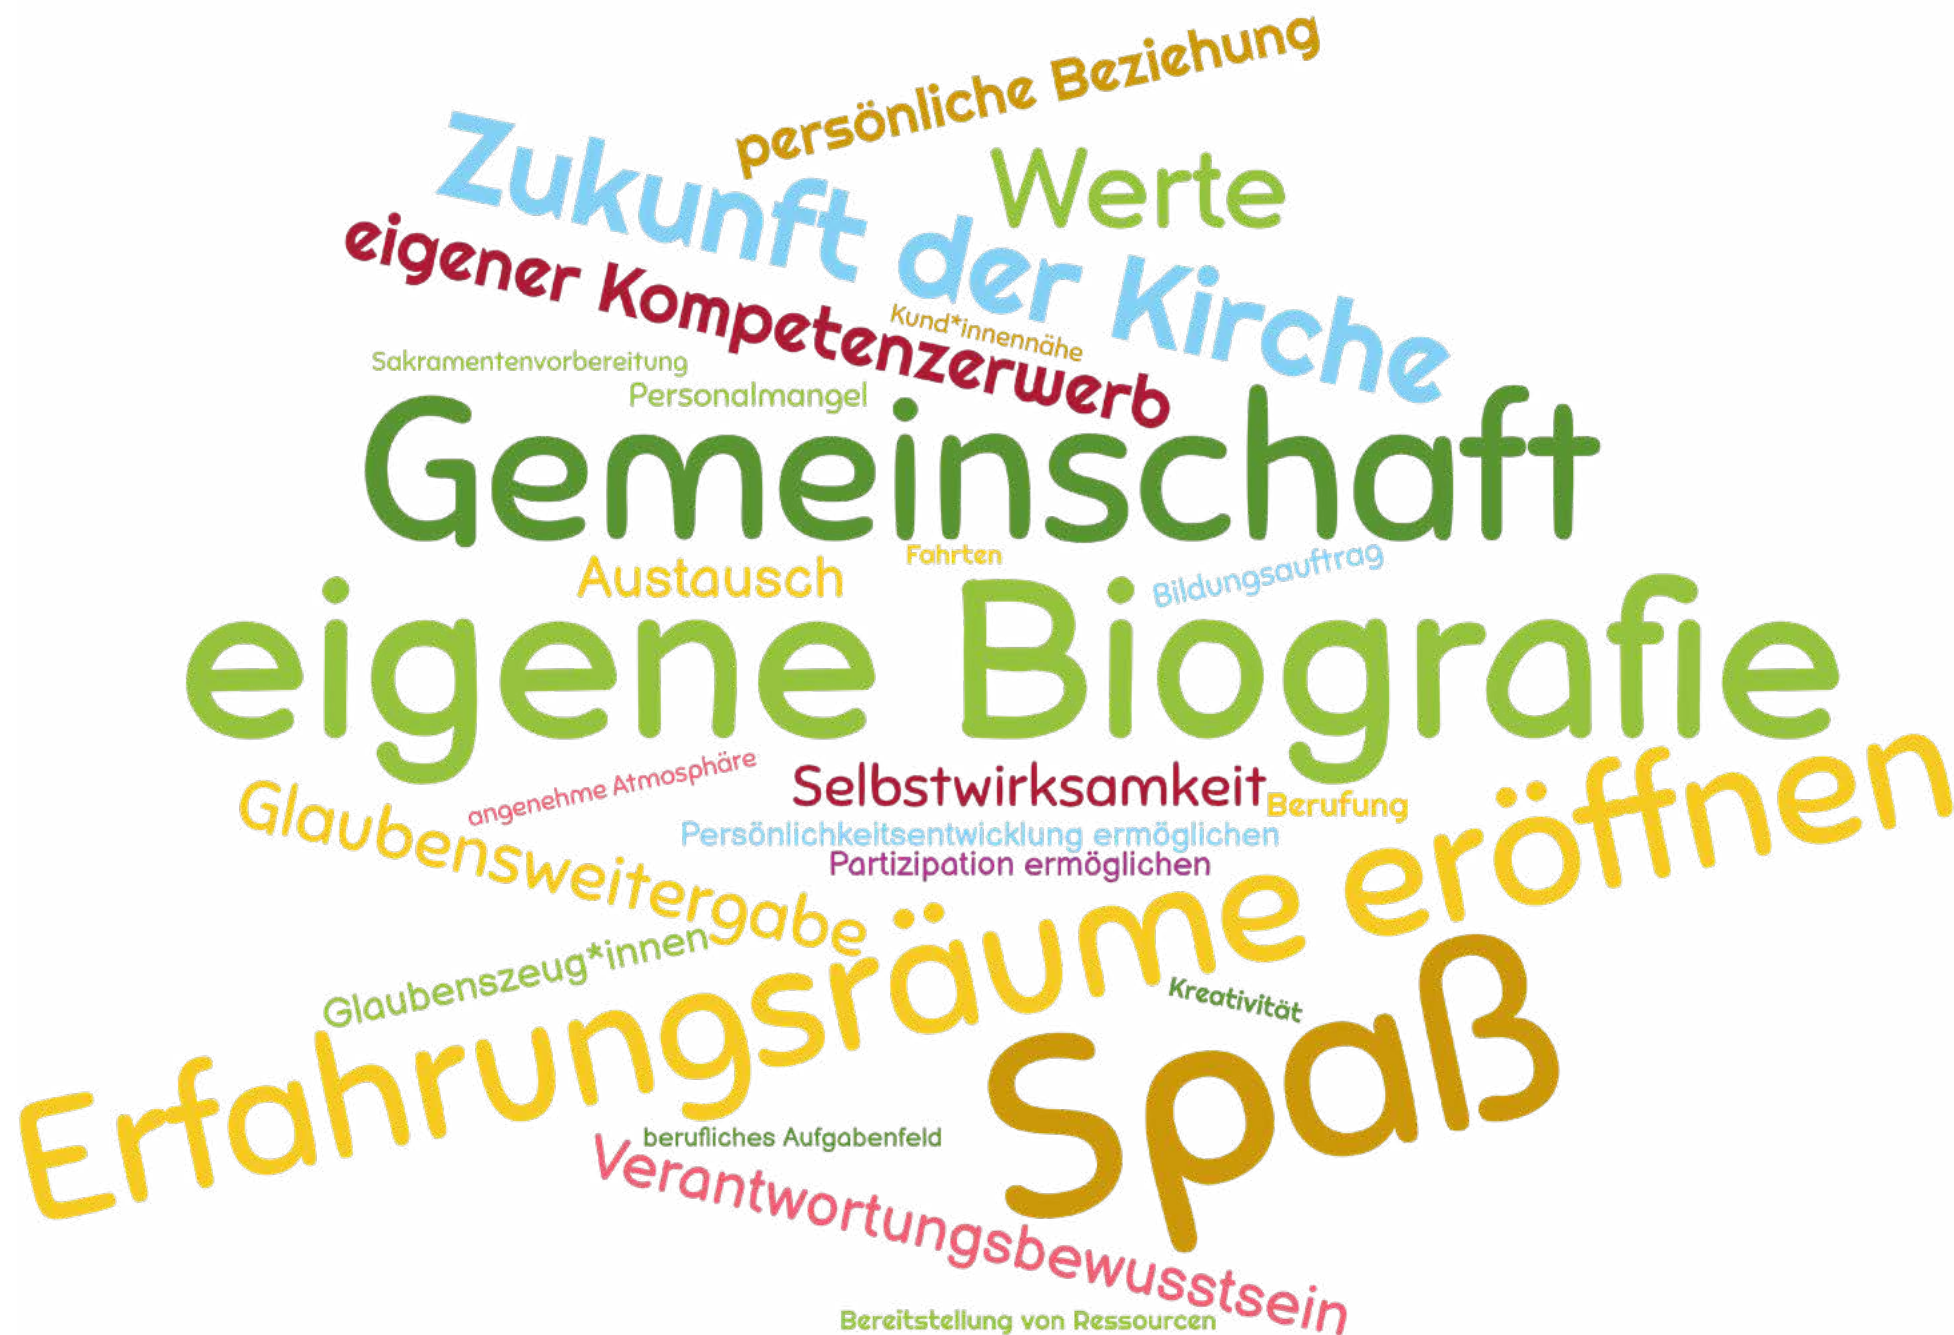 persönliche Beziehung
Werte
Zukunft der Kirche
eigener Kompetenzerwerb
Kund*innennähe
Sakramentenvorbereitung
Personalmangel
Gemeinschaft
Fahrten
Austausch
Bildungsauftrag
eigene Biografie
angenehme Atmosphäre
Selbstwirksamkeit
Berufung
Glaubensweitergabe
Persönlichkeitsentwicklung ermöglichen
Partizipation ermöglichen
Erfahrungsräume eröffnen
Glaubenszeug*innen
Kreativität
Spaß
berufliches Aufgabenfeld
Verantwortungsbewusstsein
Bereitstellung von Ressourcen